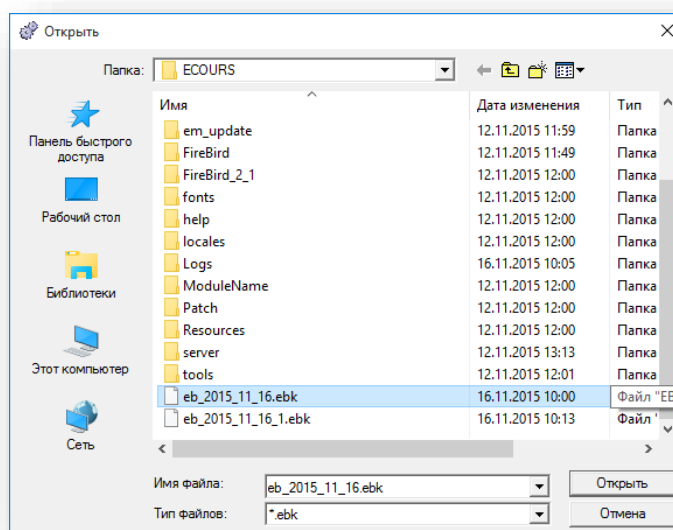 Открыть
Папка: ECOURS
Имя Дата изменения Тип
em_update 12.11.2015 11:59 Папка
FireBird 12.11.2015 11:49 Папка
FireBird_2_1 12.11.2015 12:00 Папка
fonts 12.11.2015 12:00 Папка
help 12.11.2015 12:00 Папка
locales 12.11.2015 12:00 Папка
Logs 16.11.2015 10:05 Папка
ModuleName 12.11.2015 12:00 Папка
Patch 12.11.2015 12:00 Папка
Resources 12.11.2015 12:00 Папка
server 12.11.2015 13:13 Папка
tools 12.11.2015 12:01 Папка
eb_2015_11_16.ebk 16.11.2015 10:00 Файл "EB
eb_2015_11_16_1.ebk 16.11.2015 10:13 Файл "
Панель быстрого
доступа
Рабочий стол
Библиотеки
Этот компьютер
Сеть
Имя файла: eb_2015_11_16.ebk Открыть
Тип файлов: *.ebk Отмена